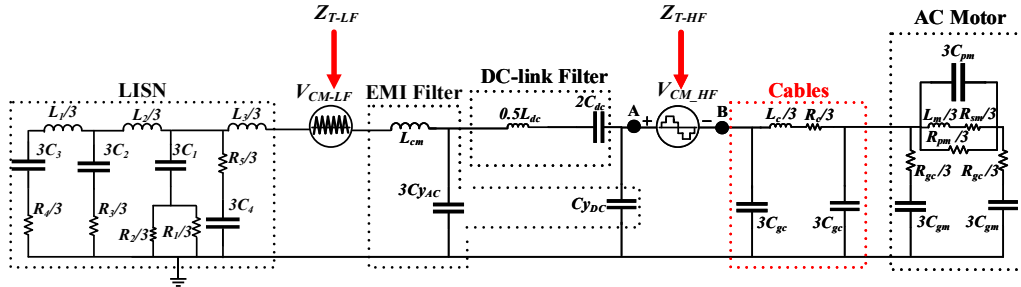 Z_{T-LF}
Z_{T-HF}
AC Motor
LISN
V_{CM-LF}
EMI Filter
DC-link Filter
V_{CM_HF}
Cables
3C_{pm}
L_1/3
L_2/3
L_3/3
L_{cm}
0.5L_{dc}
2C_{dc}
A
+
−
B
L_c/3
R_c/3
L_m/3
R_{sm}/3
R_{pm}/3
3C_3
3C_2
3C_1
R_5/3
R_{gc}/3
R_{gc}/3
R_4/3
R_3/3
R_2/3
R_1/3
3C_4
3Cy_{AC}
Cy_{DC}
3C_{gc}
3C_{gc}
3C_{gm}
3C_{gm}